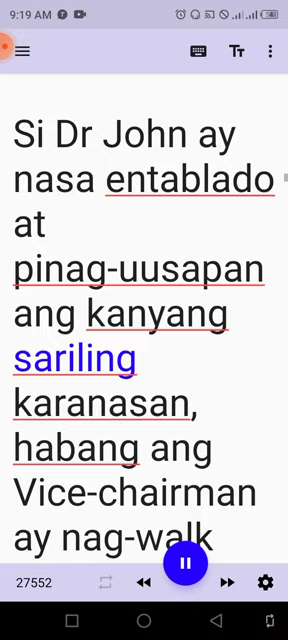 9:19 AM
Si Dr John ay
nasa entablado
at
pinag-uusapan
ang kanyang
sariling
karanasan,
habang ang
Vice-chairman
ay nag-walk
27552